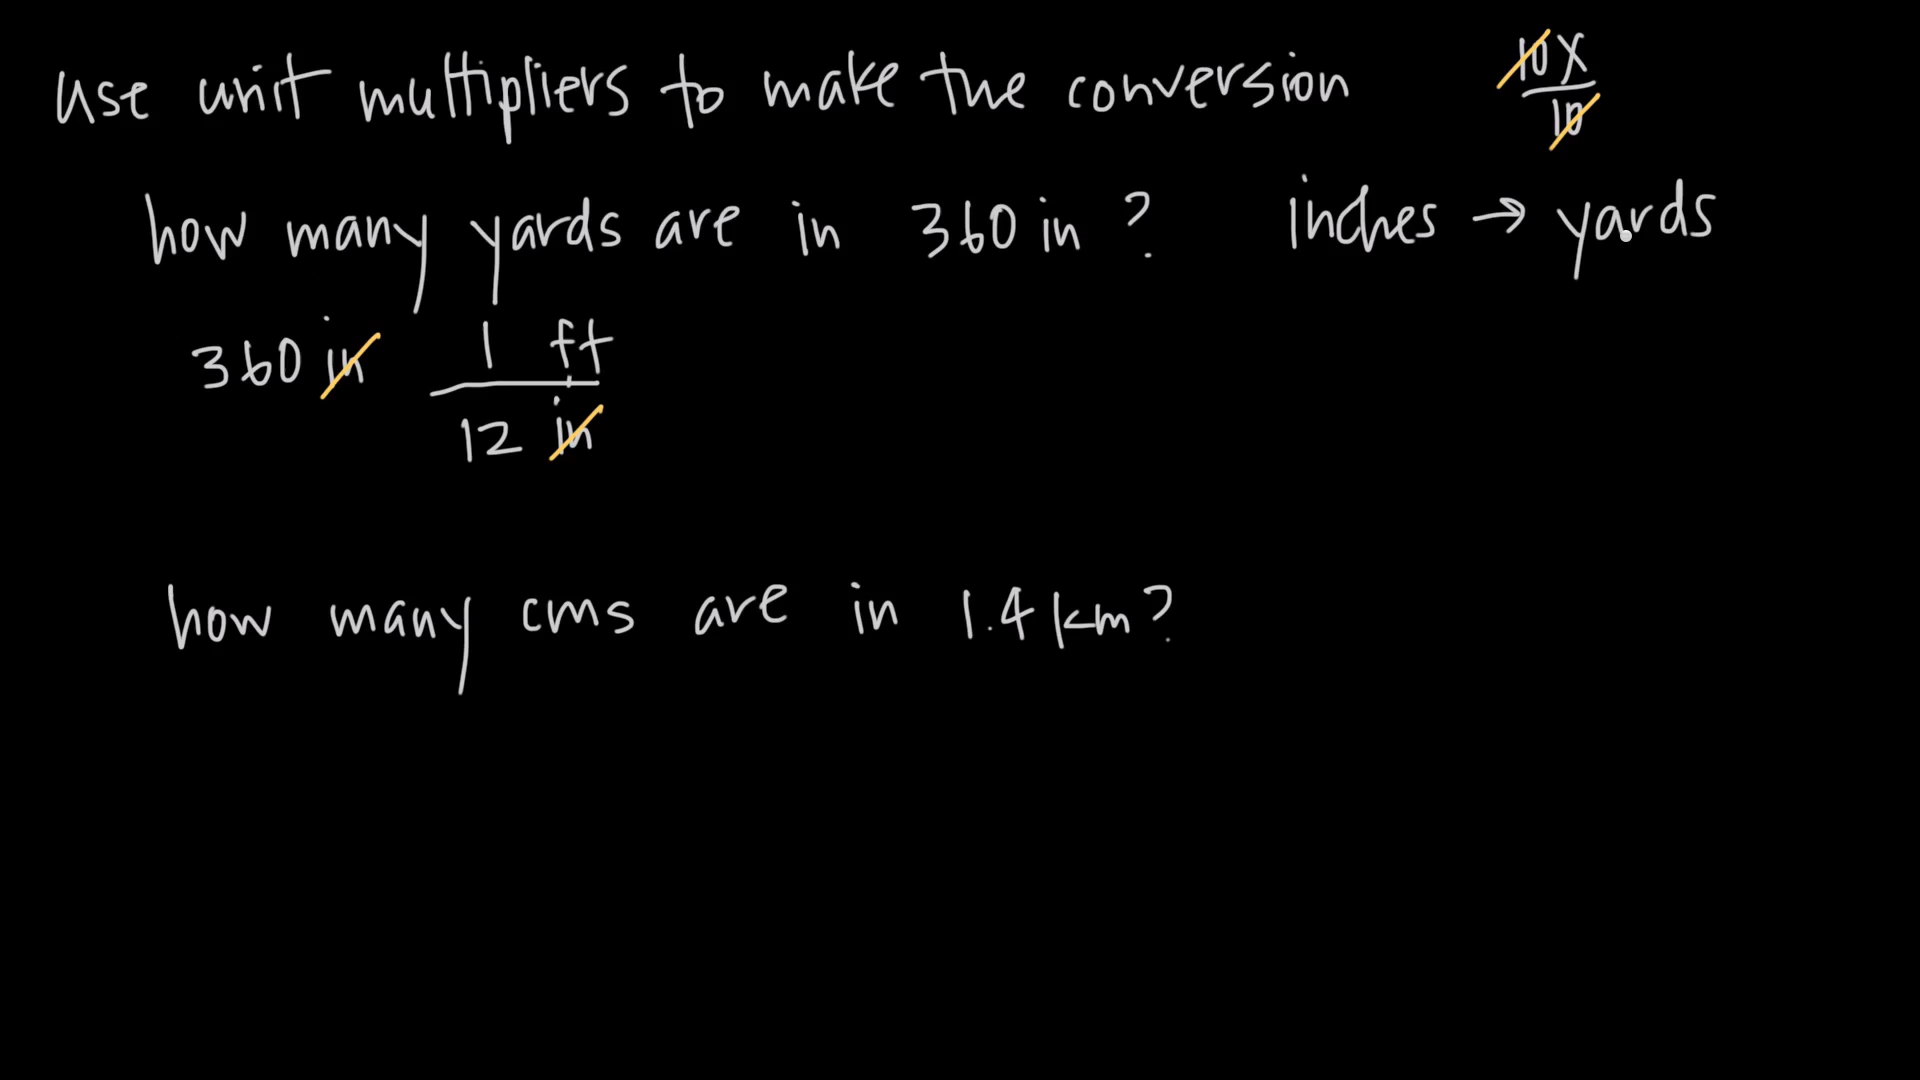 use unit multipliers to make the conversion
10x
10
how many yards are in 360 in ?
inches → yards
360 in
1 ft
12 in
how many cms are in 1.4 km?